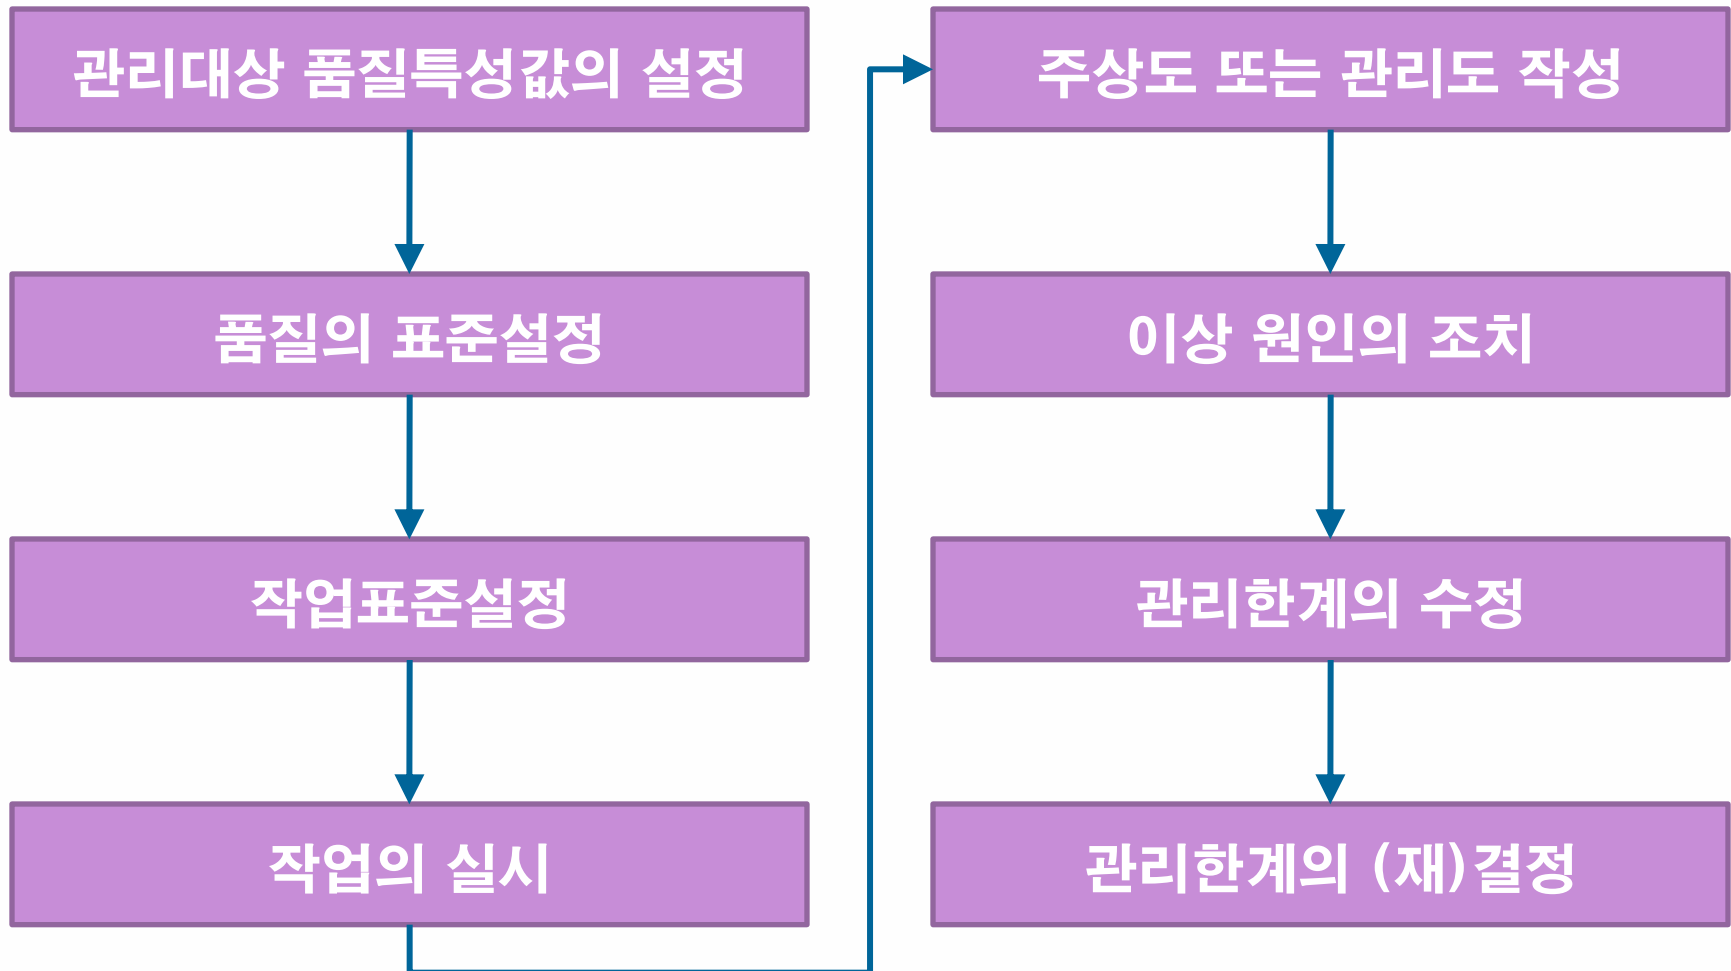 관리대상 품질특성값의 설정
품질의 표준설정
작업표준설정
작업의 실시
주상도 또는 관리도 작성
이상 원인의 조치
관리한계의 수정
관리한계의 (재)결정